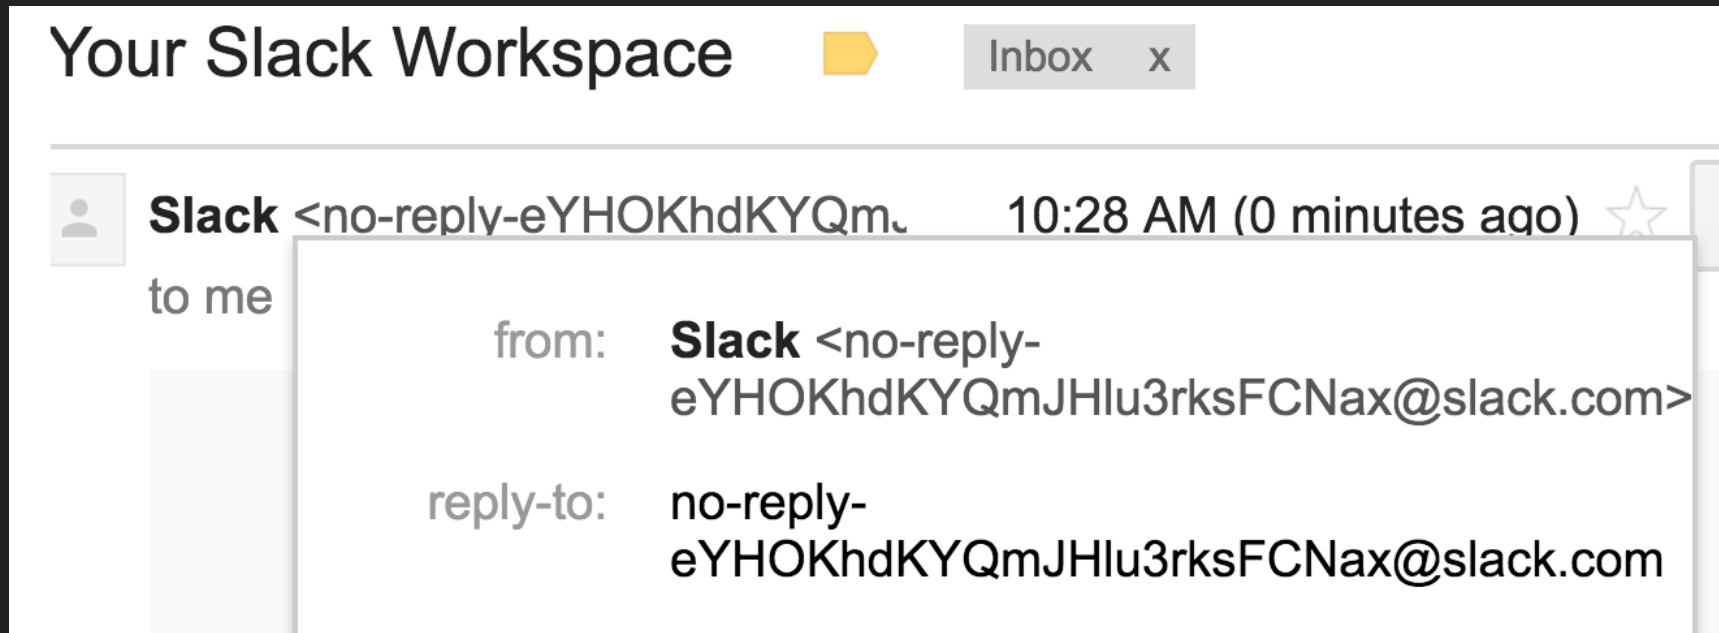 Your Slack Workspace
Inbox x
Slack <no-reply-eYHOKhdKYQmJ 10:28 AM (0 minutes ago)
to me
from: Slack <no-reply-
eYHOKhdKYQmJHlu3rksFCNax@slack.com>
reply-to: no-reply-
eYHOKhdKYQmJHlu3rksFCNax@slack.com